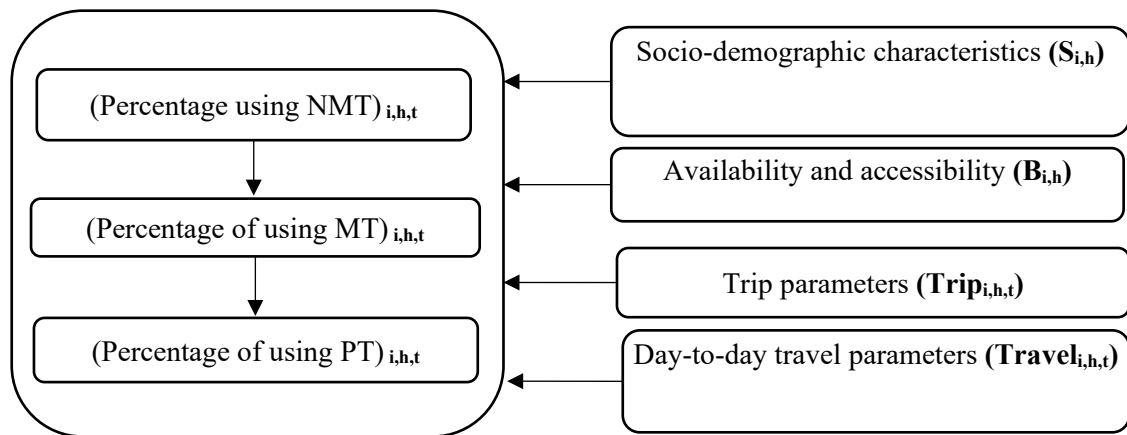 (Percentage using NMT) i,h,t
(Percentage of using MT) i,h,t
(Percentage of using PT) i,h,t
Socio-demographic characteristics (Si,h)
Availability and accessibility (Bi,h)
Trip parameters (Tripi,h,t)
Day-to-day travel parameters (Traveli,h,t)